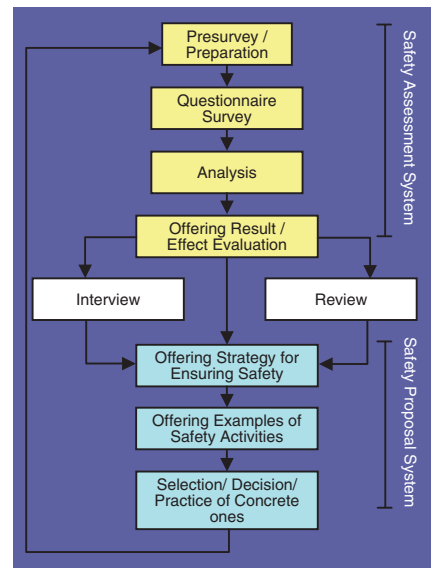 Presurvey /
Preparation
Questionnaire
Survey
Analysis
Offering Result /
Effect Evaluation
Interview
Review
Offering Strategy for
Ensuring Safety
Offering Examples of
Safety Activities
Selection/ Decision/
Practice of Concrete
ones
Safety Assessment System
Safety Proposal System